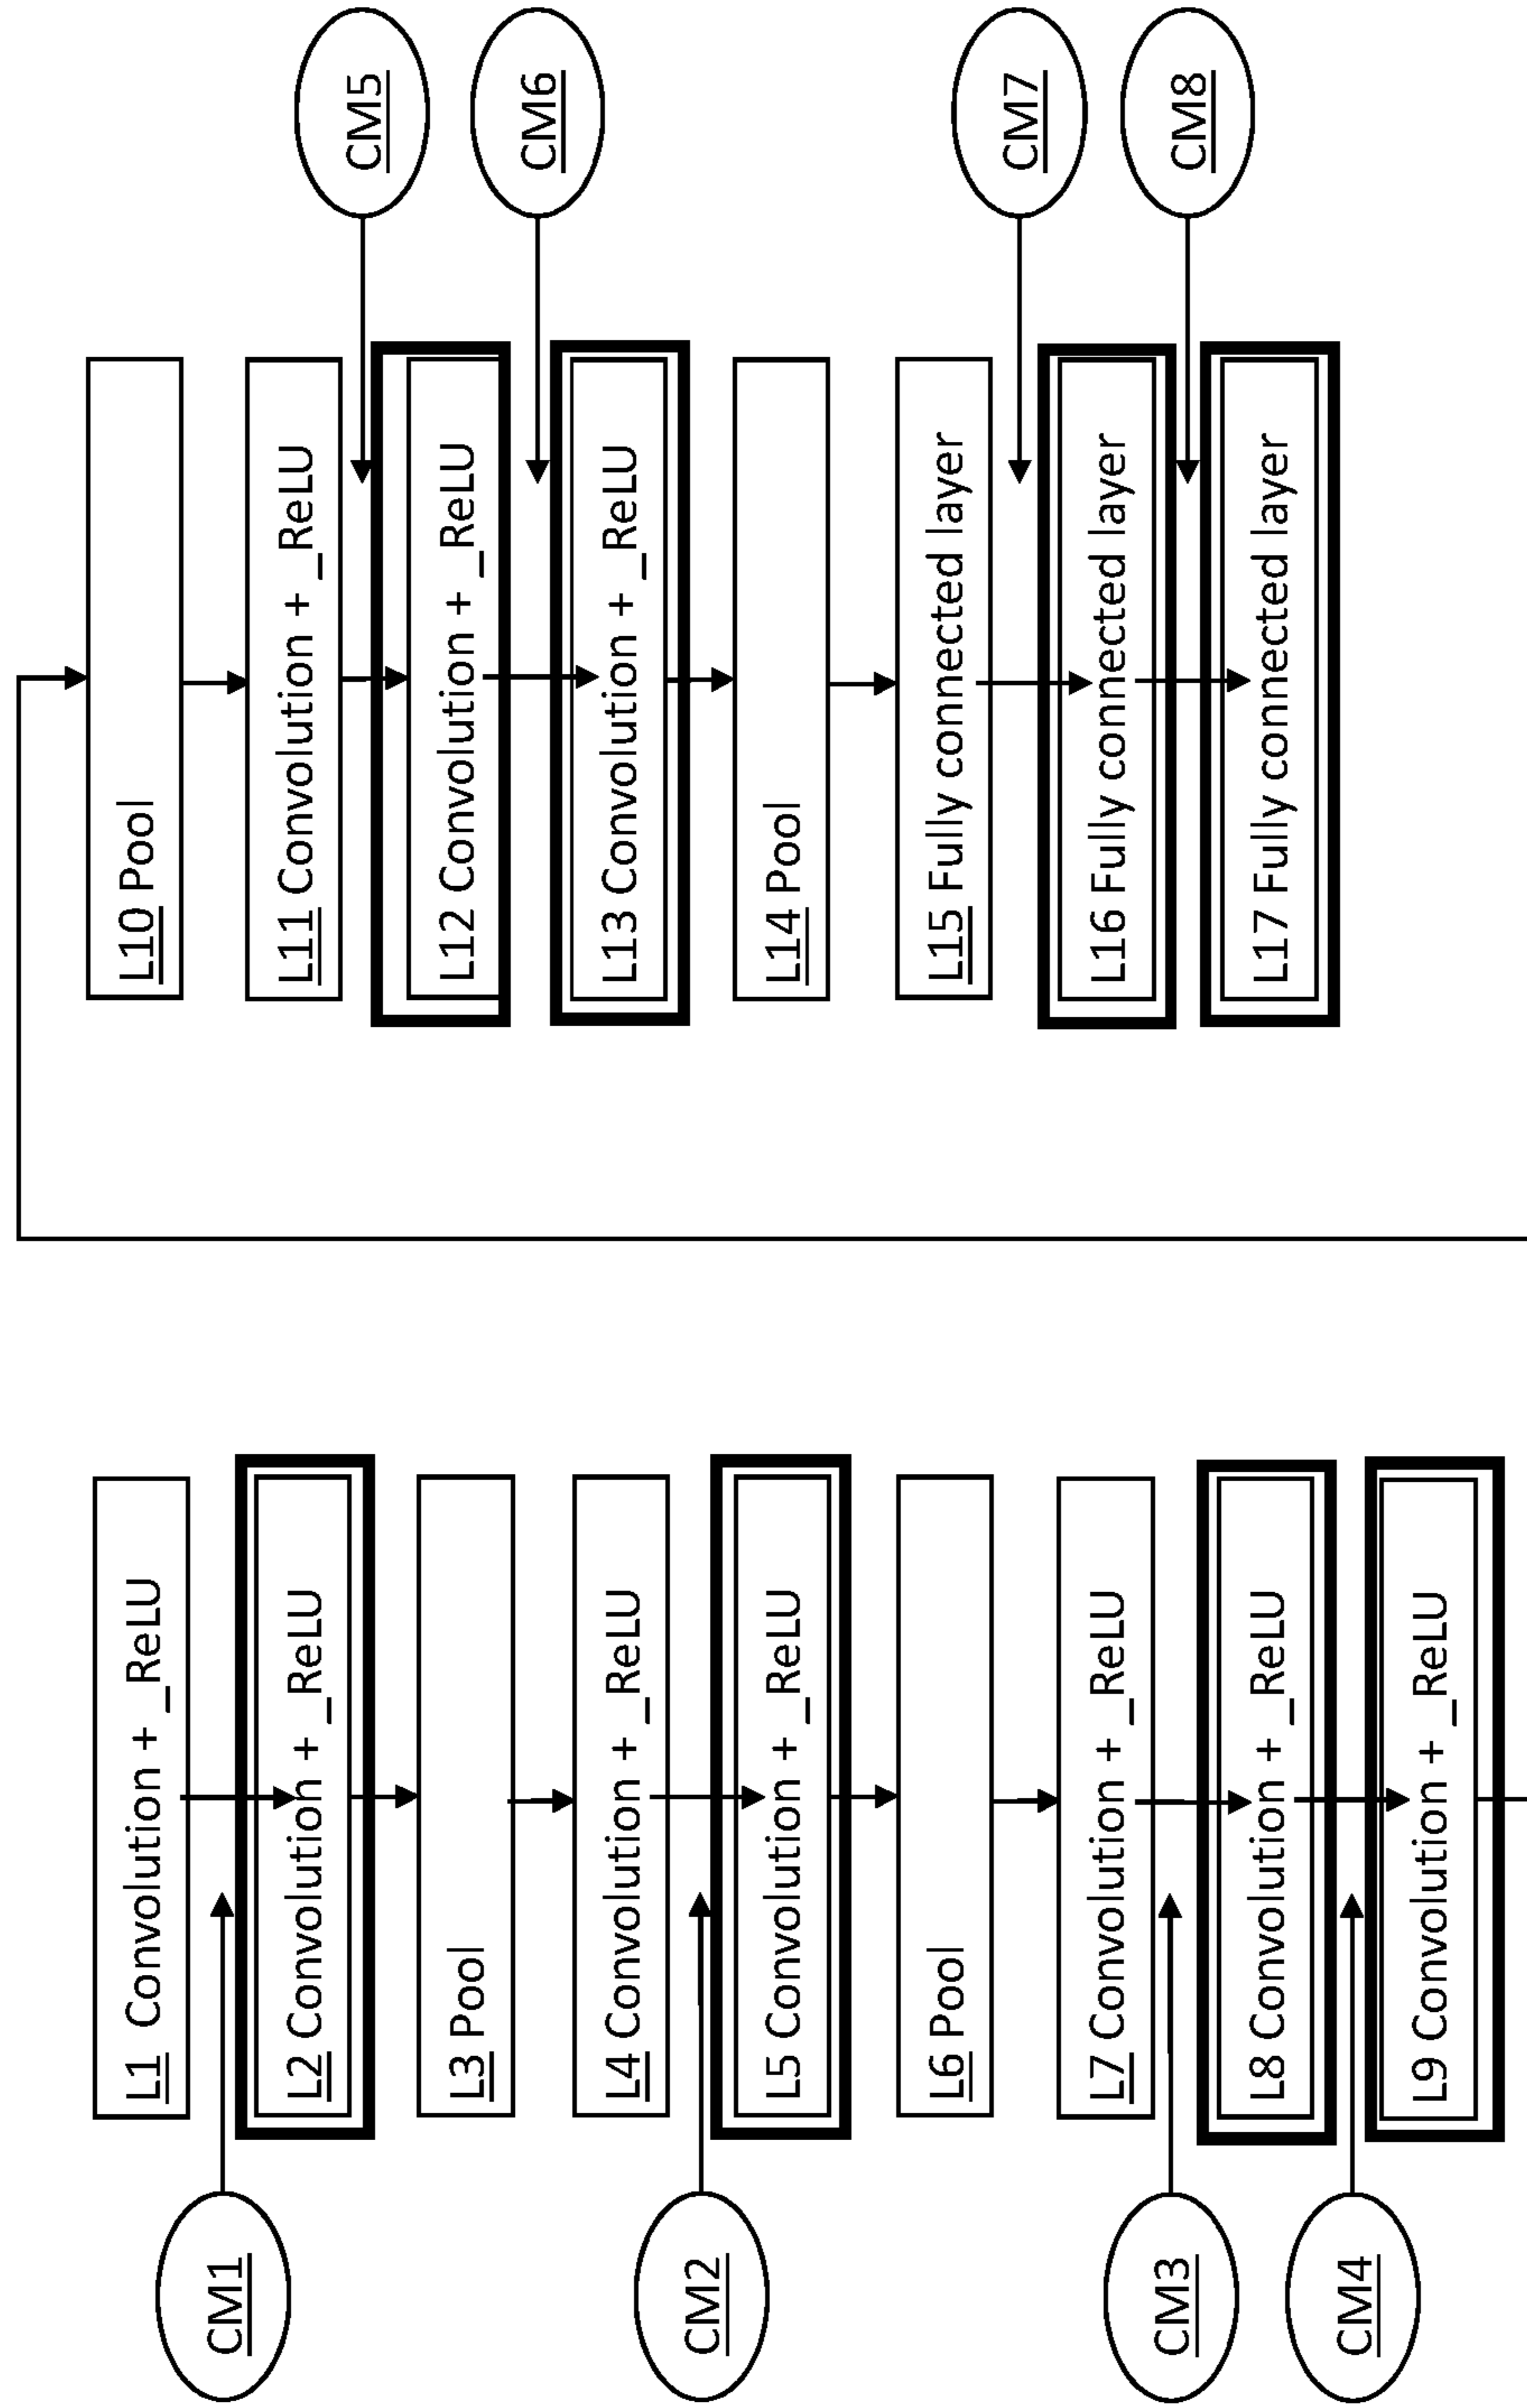 L1 Convolution +_ReLU
CM1
L2 Convolution +_ReLU
L3 Pool
L4 Convolution +_ReLU
CM2
L5 Convolution +_ReLU
L6 Pool
L7 Convolution +_ReLU
CM3
L8 Convolution +_ReLU
CM4
L9 Convolution +_ReLU
L10 Pool
L11 Convolution +_ReLU
CM5
L12 Convolution +_ReLU
CM6
L13 Convolution +_ReLU
L14 Pool
L15 Fully connected layer
CM7
L16 Fully connected layer
CM8
L17 Fully connected layer